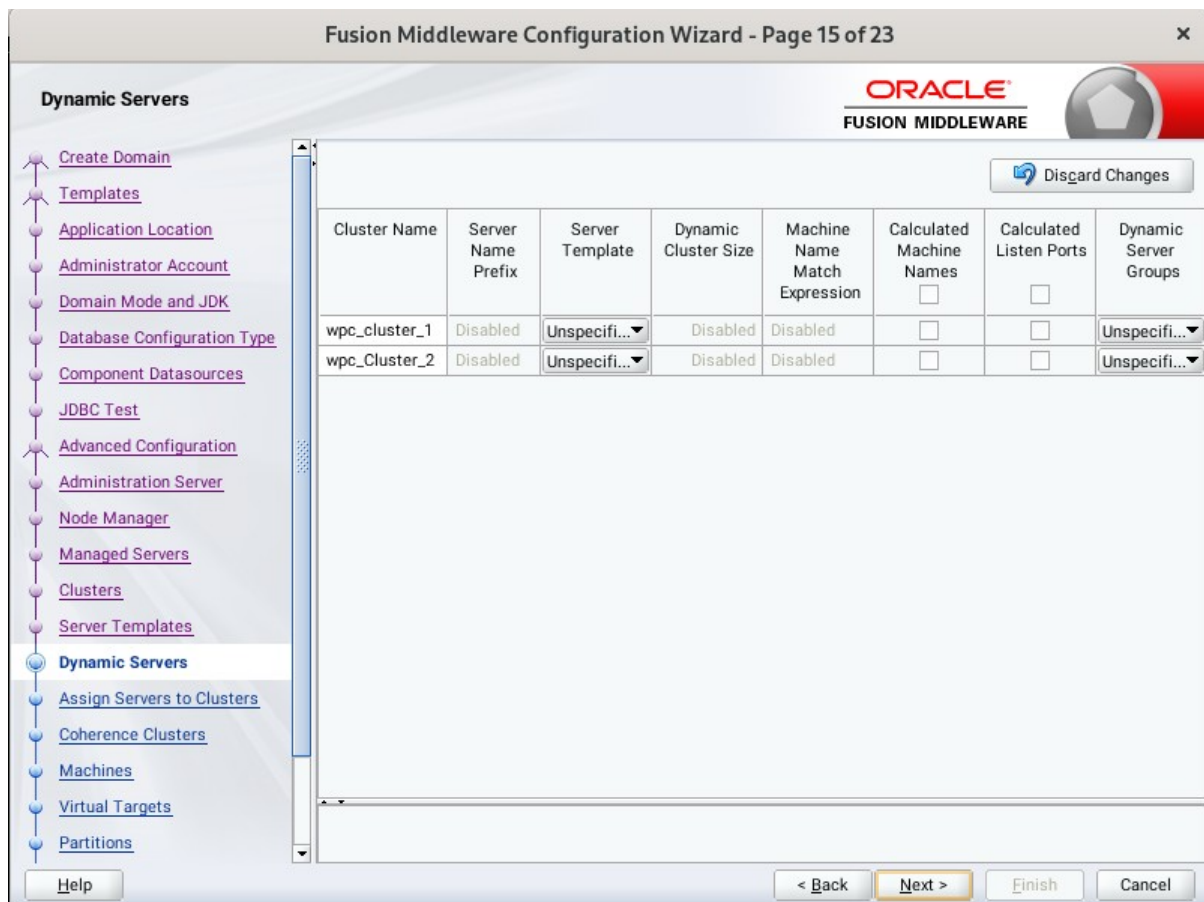 Fusion Middleware Configuration Wizard - Page 15 of 23
Dynamic Servers
ORACLE
FUSION MIDDLEWARE
Create Domain
Templates
Application Location
Administrator Account
Domain Mode and JDK
Database Configuration Type
Component Datasources
JDBC Test
Advanced Configuration
Administration Server
Node Manager
Managed Servers
Clusters
Server Templates
Dynamic Servers
Assign Servers to Clusters
Coherence Clusters
Machines
Virtual Targets
Partitions
Discard Changes
Cluster Name
Server
Name
Prefix
Server
Template
Dynamic
Cluster Size
Machine
Name
Match
Expression
Calculated
Machine
Names
Calculated
Listen Ports
Dynamic
Server
Groups
wpc_cluster_1 Disabled Unspecifi... Disabled Disabled Unspecifi...
wpc_Cluster_2 Disabled Unspecifi... Disabled Disabled Unspecifi...
Help < Back Next > Finish Cancel